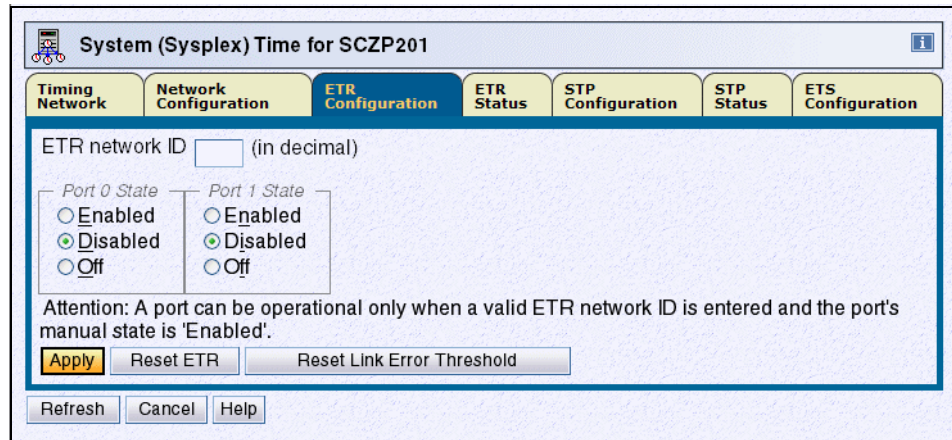 System (Sysplex) Time for SCZP201
i
Timing Network
Network Configuration
ETR Configuration
ETR Status
STP Configuration
STP Status
ETS Configuration
ETR network ID (in decimal)
Port 0 State
Enabled
Disabled
Off
Port 1 State
Enabled
Disabled
Off
Attention: A port can be operational only when a valid ETR network ID is entered and the port's
manual state is 'Enabled'.
Apply Reset ETR Reset Link Error Threshold
Refresh Cancel Help